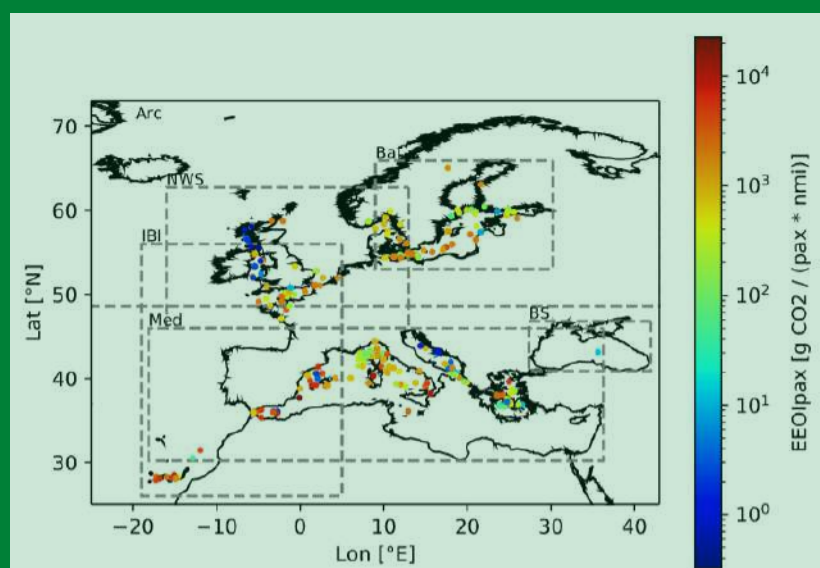 Arc
Bal
NWS
IBI
Med
BS
70
60
50
40
30
Lat [°N]
−20
−10
0
10
20
30
40
Lon [°E]
10⁴
10³
10²
10¹
10⁰
EEOIpax [g CO2 / (pax * nmi)]